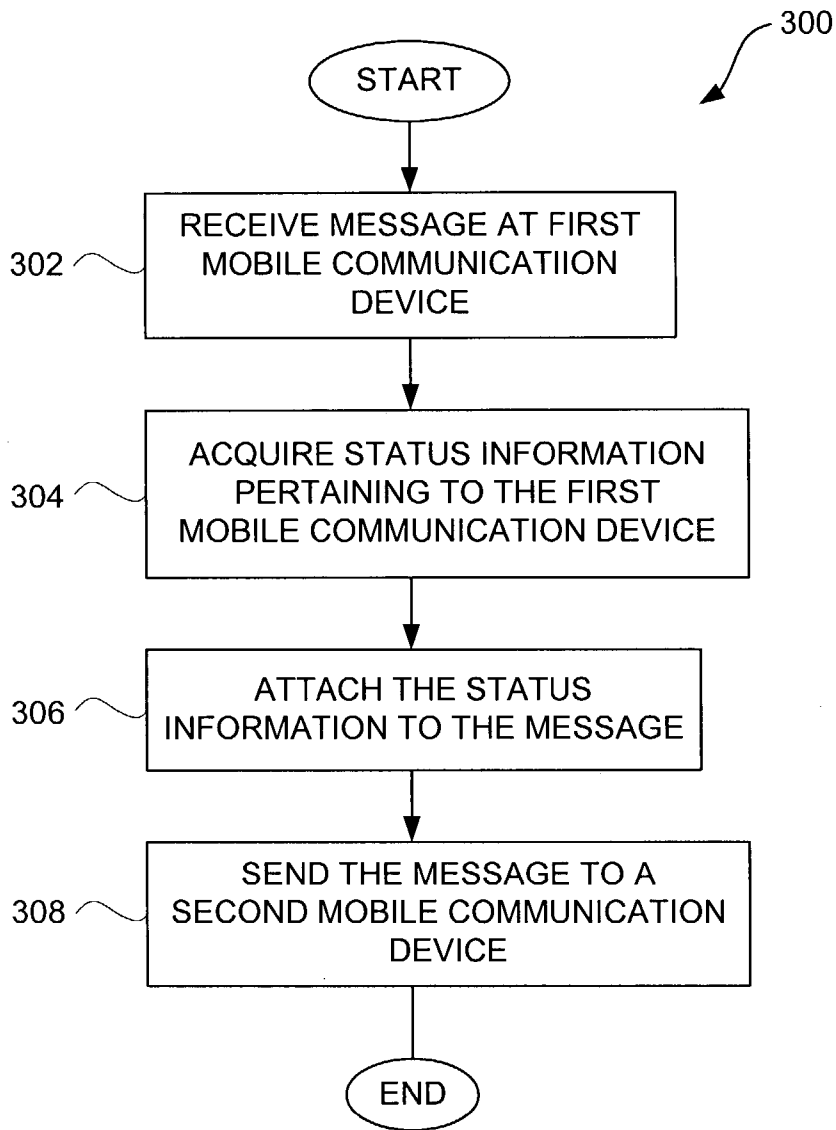 300
START
302
RECEIVE MESSAGE AT FIRST
MOBILE COMMUNICATIION
DEVICE
304
ACQUIRE STATUS INFORMATION
PERTAINING TO THE FIRST
MOBILE COMMUNICATION DEVICE
306
ATTACH THE STATUS
INFORMATION TO THE MESSAGE
308
SEND THE MESSAGE TO A
SECOND MOBILE COMMUNICATION
DEVICE
END